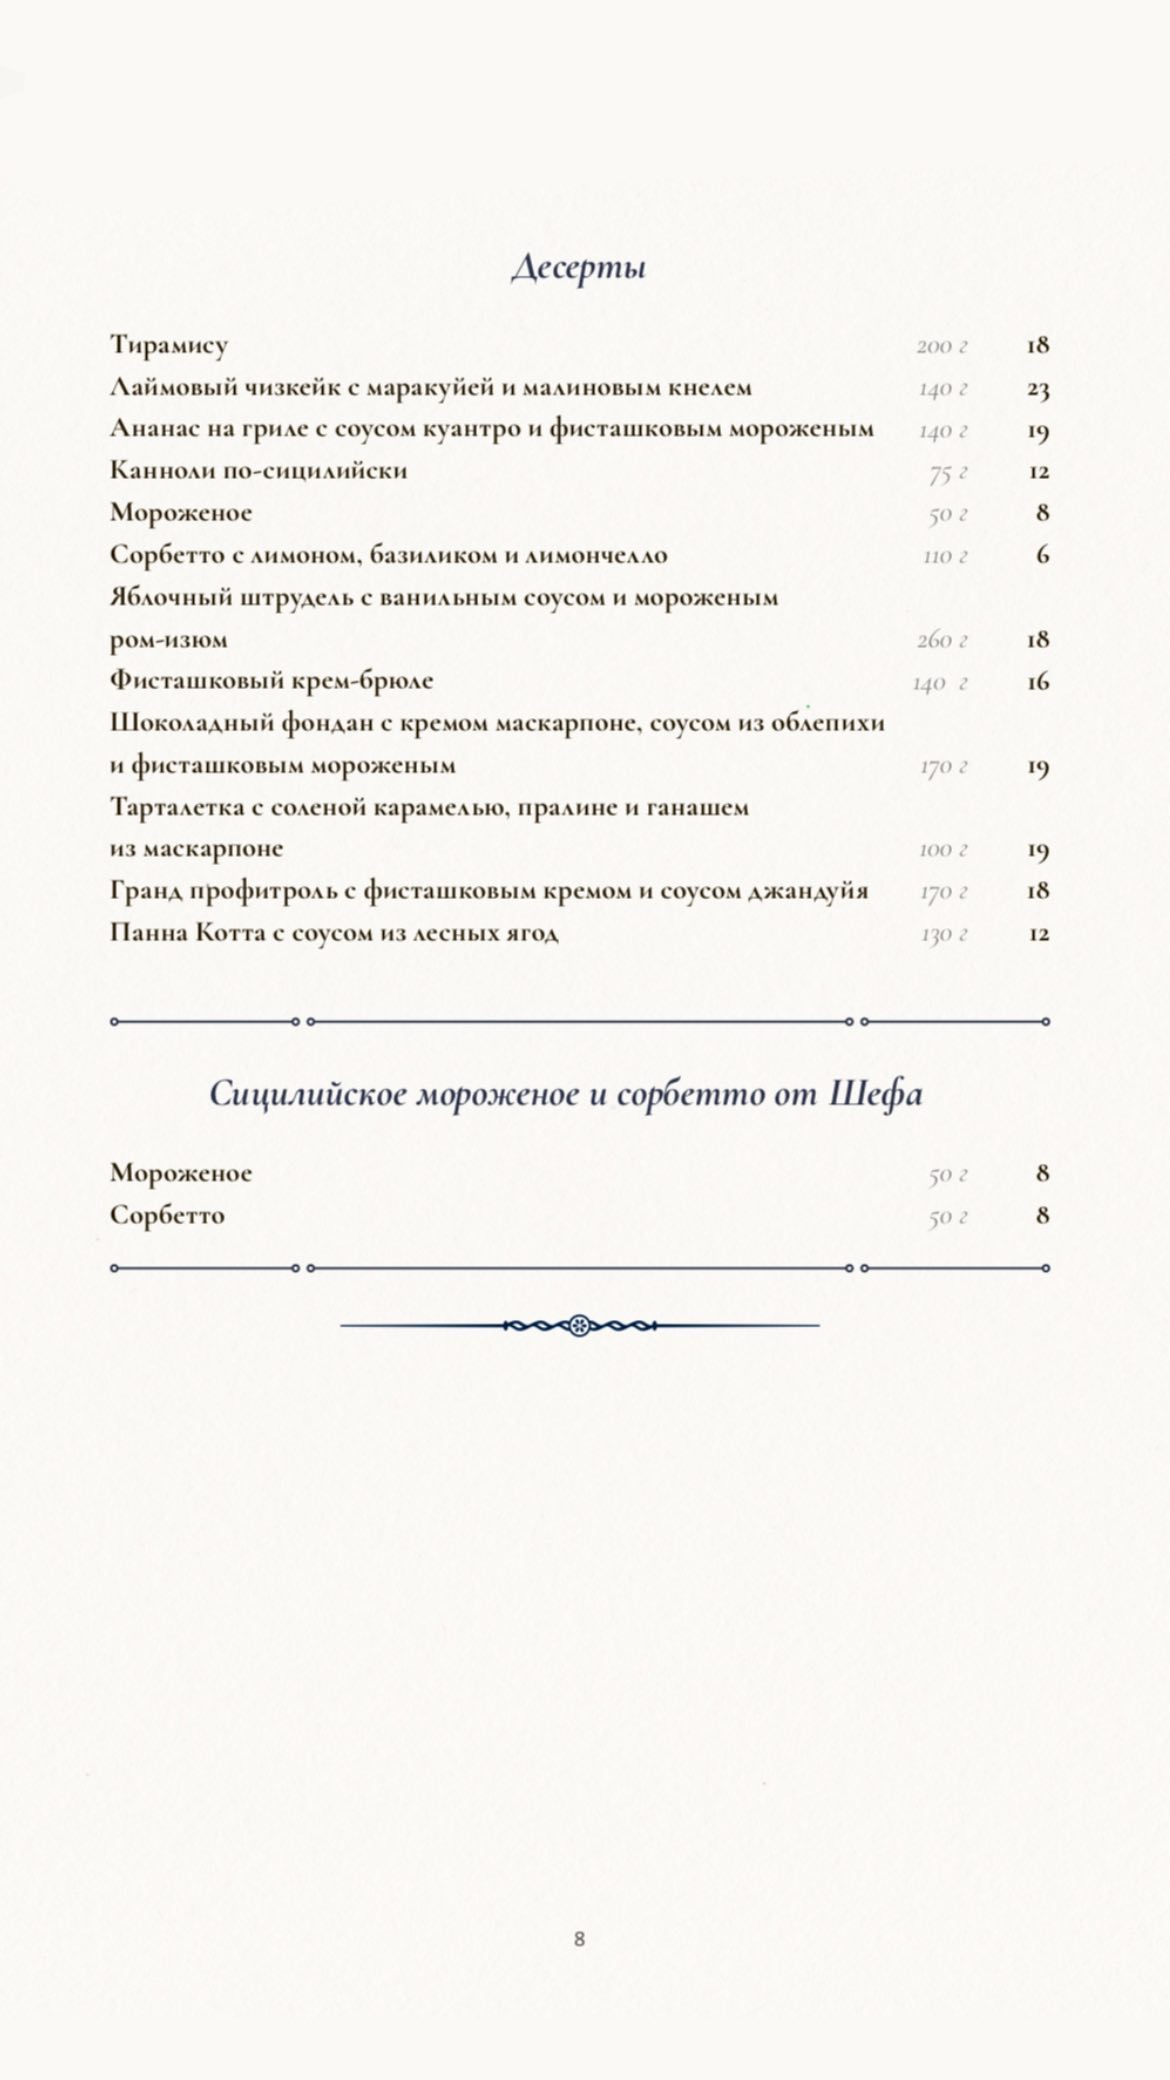 Десерты
Тирамису 200 г 18
Лаймовый чизкейк с маракуйей и малиновым кнелем 140 г 23
Ананас на гриле с соусом куантро и фисташковым мороженым 140 г 19
Канноли по-сицилийски 75 г 12
Мороженое 50 г 8
Сорбетто с лимоном, базиликом и лимончелло 110 г 6
Яблочный штрудель с ванильным соусом и мороженым
ром-изюм 260 г 18
Фисташковый крем-брюле 140 г 16
Шоколадный фондан с кремом маскарпоне, соусом из облепихи
и фисташковым мороженым 170 г 19
Тарталетка с соленой карамелью, пралине и ганашем
из маскарпоне 100 г 19
Гранд профитроль с фисташковым кремом и соусом джандуйя 170 г 18
Панна Котта с соусом из лесных ягод 130 г 12
Сицилийское мороженое и сорбетто от Шефа
Мороженое 50 г 8
Сорбетто 50 г 8
8